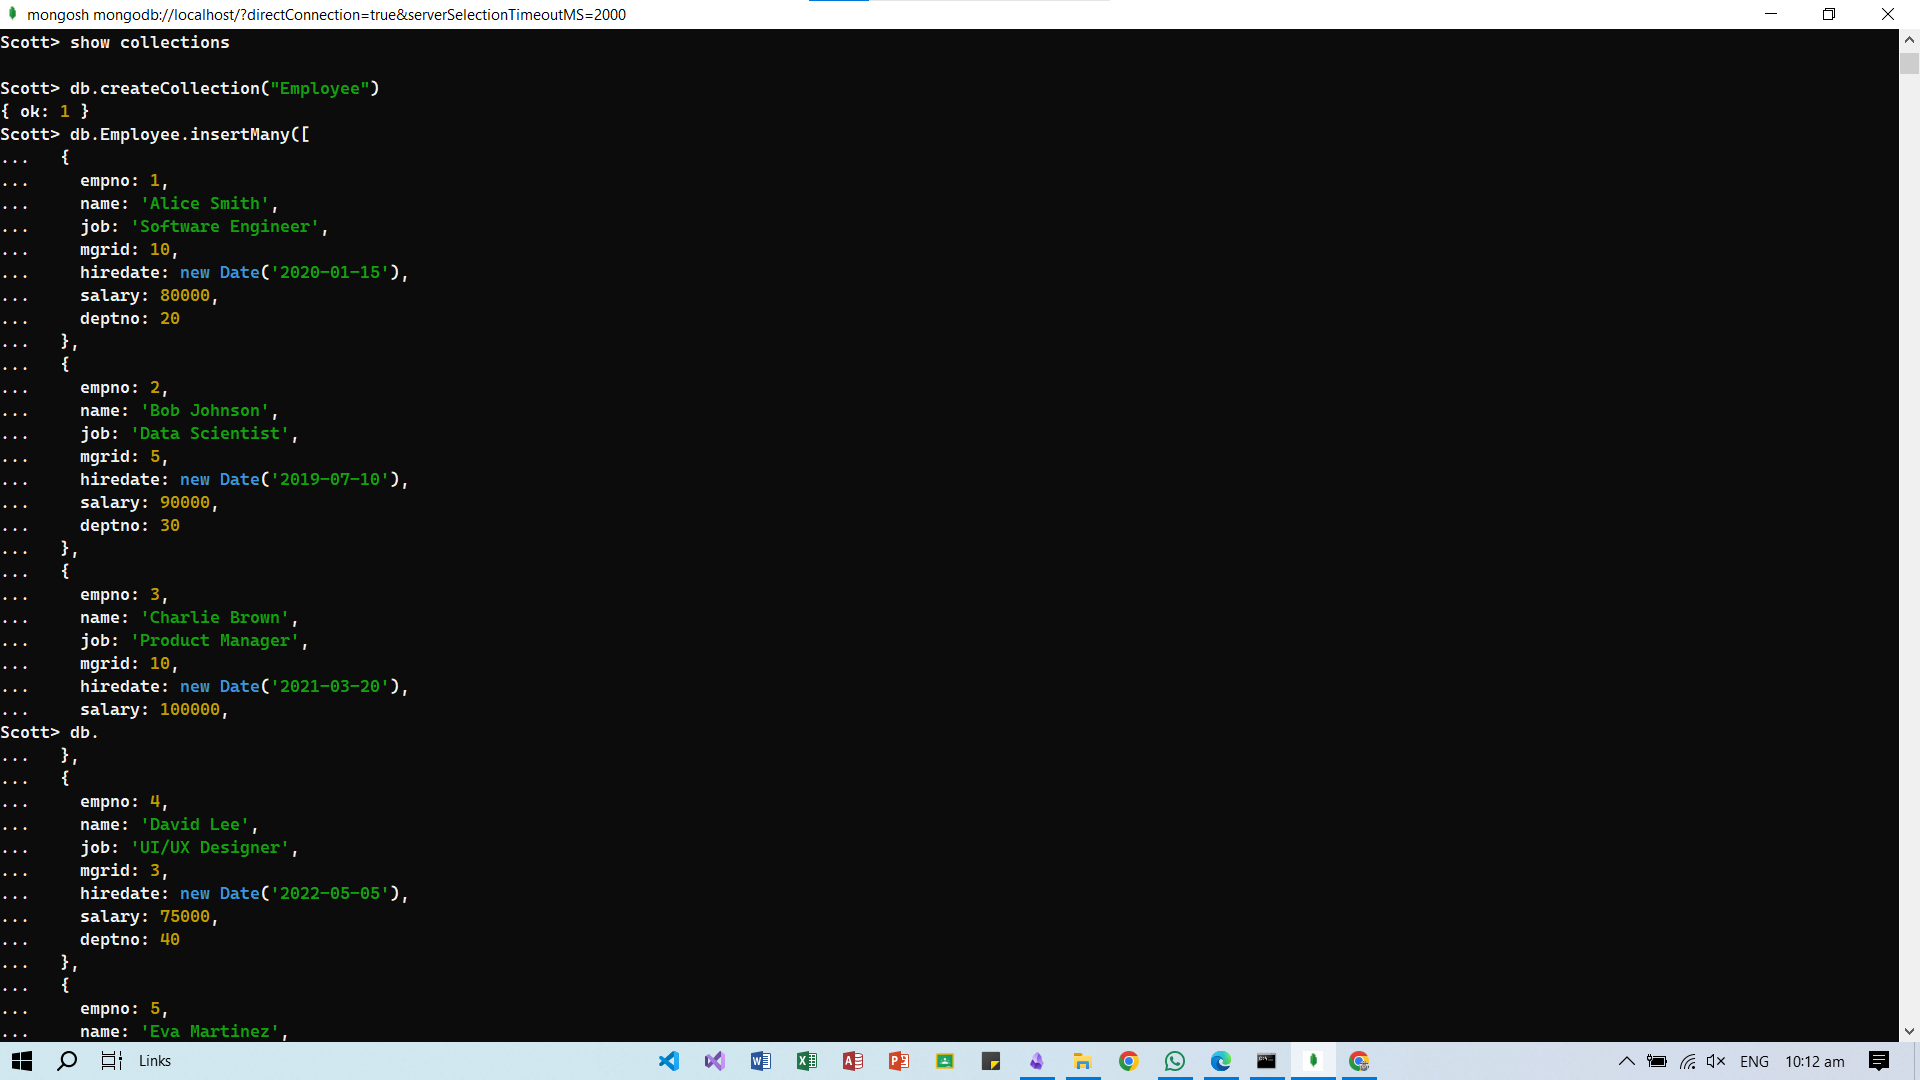 mongosh mongodb://localhost/?directConnection=true&serverSelectionTimeoutMS=2000
Scott> show collections
Scott> db.createCollection("Employee")
{ ok: 1 }
Scott> db.Employee.insertMany([
...   {
...     empno: 1,
...     name: 'Alice Smith',
...     job: 'Software Engineer',
...     mgrid: 10,
...     hiredate: new Date('2020-01-15'),
...     salary: 80000,
...     deptno: 20
...   },
...   {
...     empno: 2,
...     name: 'Bob Johnson',
...     job: 'Data Scientist',
...     mgrid: 5,
...     hiredate: new Date('2019-07-10'),
...     salary: 90000,
...     deptno: 30
...   },
...   {
...     empno: 3,
...     name: 'Charlie Brown',
...     job: 'Product Manager',
...     mgrid: 10,
...     hiredate: new Date('2021-03-20'),
...     salary: 100000,
Scott> db.
...   },
...   {
...     empno: 4,
...     name: 'David Lee',
...     job: 'UI/UX Designer',
...     mgrid: 3,
...     hiredate: new Date('2022-05-05'),
...     salary: 75000,
...     deptno: 40
...   },
...   {
...     empno: 5,
...     name: 'Eva Martinez',
Links
ENG
10:12 am